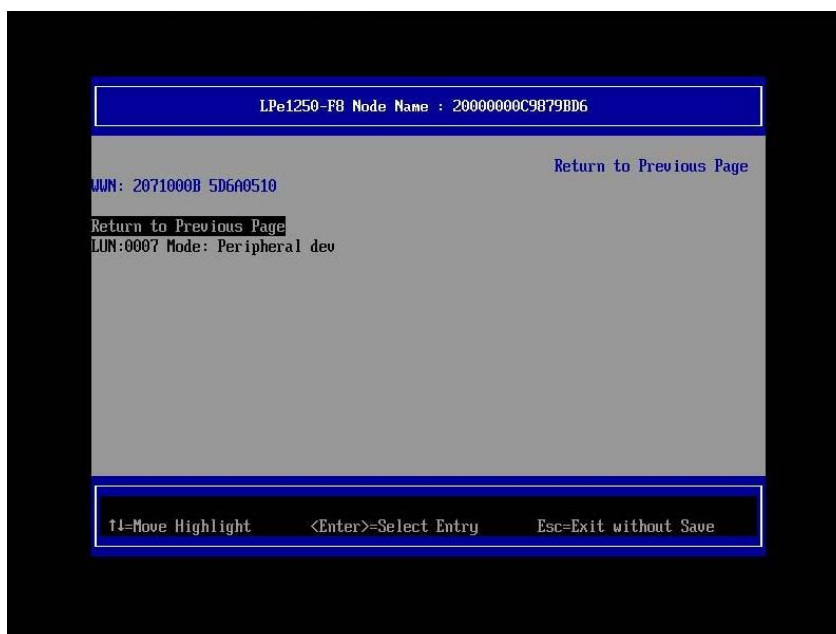 LPe1250-F8 Node Name : 20000000C9879BD6
Return to Previous Page
WWN: 2071000B 5D6A0510
Return to Previous Page
LUN:0007 Mode: Peripheral dev
↑↓=Move Highlight <Enter>=Select Entry Esc=Exit without Save